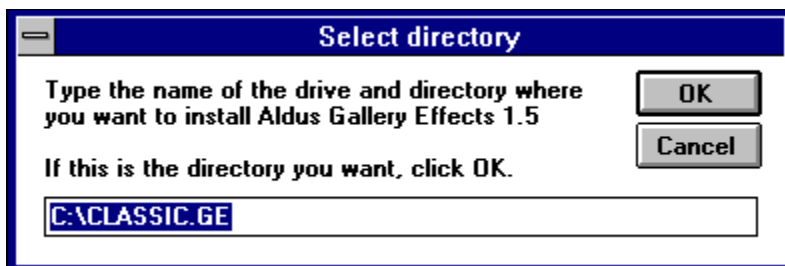 Select directory
Type the name of the drive and directory where
you want to install Aldus Gallery Effects 1.5
If this is the directory you want, click OK.
C:\CLASSIC.GE
OK
Cancel